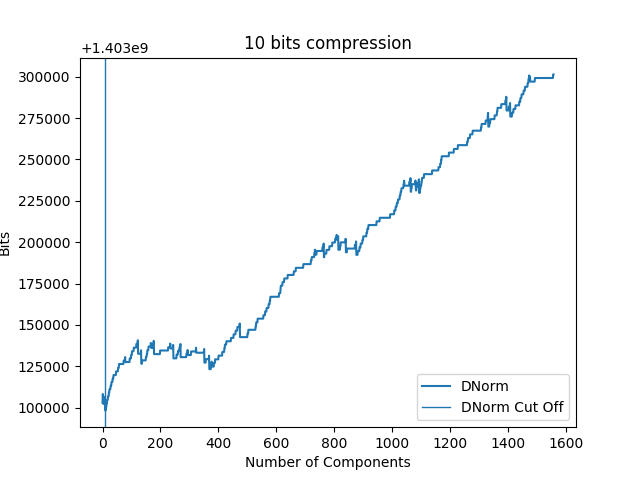 10 bits compression
+1.403e9
300000
275000
250000
225000
200000
175000
150000
125000
100000
Bits
0 200 400 600 800 1000 1200 1400 1600
Number of Components
DNorm
DNorm Cut Off